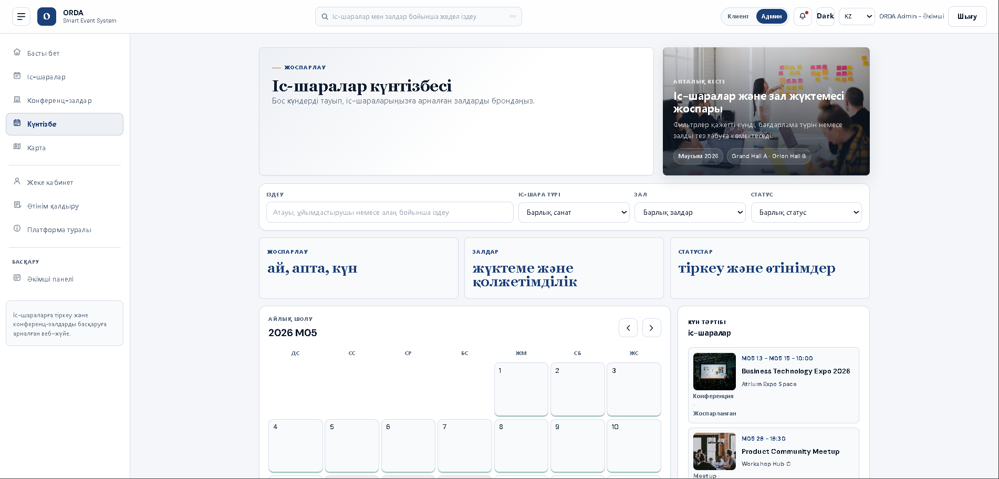 O
ORDA
Smart Event System
Іс-шаралар мен залдар бойынша жедел іздеу
Клиент
Админ
Dark
KZ
ORDA Admin - Әкімші
Шығу
Басты бет
Іс-шаралар
Конференц-залдар
Күнтізбе
Карта
Жеке кабинет
Өтінім қалдыру
Платформа туралы
БАСҚАРУ
Әкімші панелі
Іс-шараларға тіркеу және
конференц-залдарды басқаруға
арналған веб-жүйе.
ЖОСПАРЛАУ
Іс-шаралар күнтізбесі
Бос күндерді тауып, іс-шараларыңызға арналған залдарды брондаңыз.
АПТАЛЫҚ КЕСТЕ
Іс-шаралар және зал жүктемесі
жоспары
Фильтрлер қажетті күнді, бағдарлама түрін немесе
залды тез табуға көмектеседі.
Маусым 2026
Grand Hall A · Orion Hall B
ІЗДЕУ
Атауы, ұйымдастырушы немесе алаң бойынша іздеу
ІС-ШАРА ТҮРІ
Барлық санат
ЗАЛ
Барлық залдар
СТАТУС
Барлық статус
ЖОСПАРЛАУ
ай, апта, күн
ЗАЛДАР
жүктеме және
қолжетімділік
СТАТУСТАР
тіркеу және өтінімдер
АЙЛЫҚ ШОЛУ
2026 M05
ДС СС СР БС ЖМ СБ ЖС
1 2 3
4 5 6 7 8 9 10
КҮН ТӘРТІБІ
іс-шаралар
M05 13 - M05 15 - 10:00
Business Technology Expo 2026
Atrium Expo Space
Конференция
·
Жоспарланған
M05 28 - 18:30
Product Community Meetup
Workshop Hub C
Meetup ·